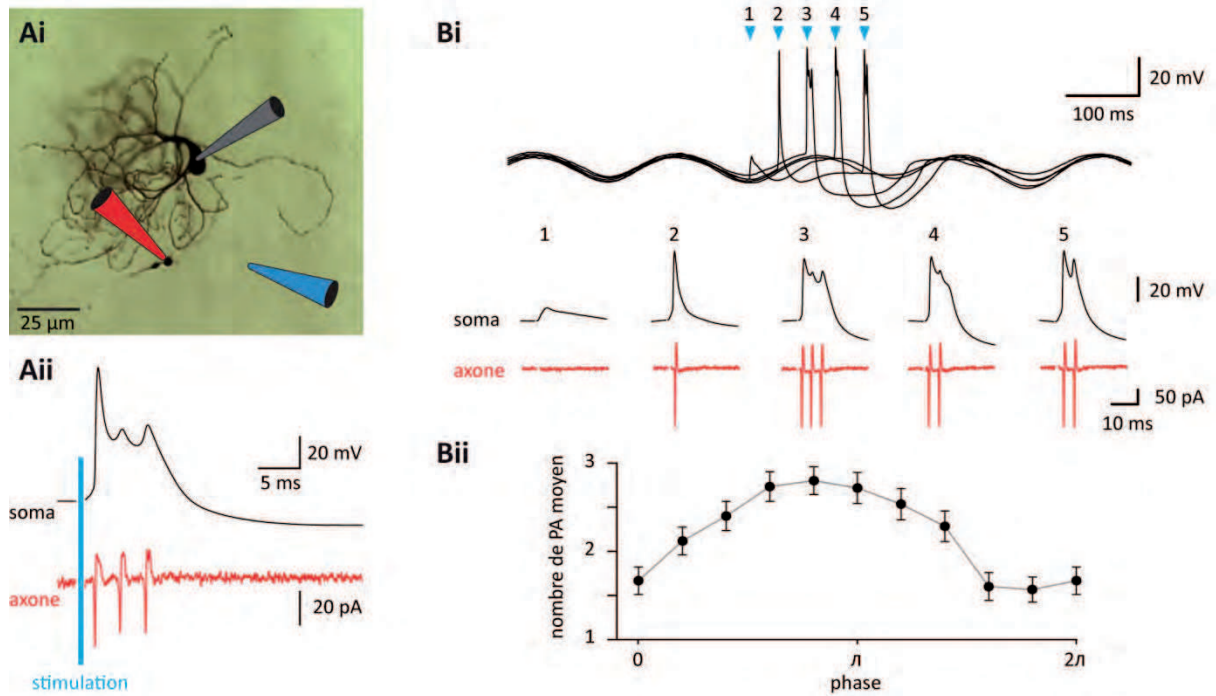 Ai
25 µm
Aii
20 mV
5 ms
soma
axone
20 pA
stimulation
Bi
1 2 3 4 5
20 mV
100 ms
1 2 3 4 5
20 mV
soma
axone
50 pA
10 ms
Bii
3
2
1
nombre de PA moyen
0 л 2л
phase